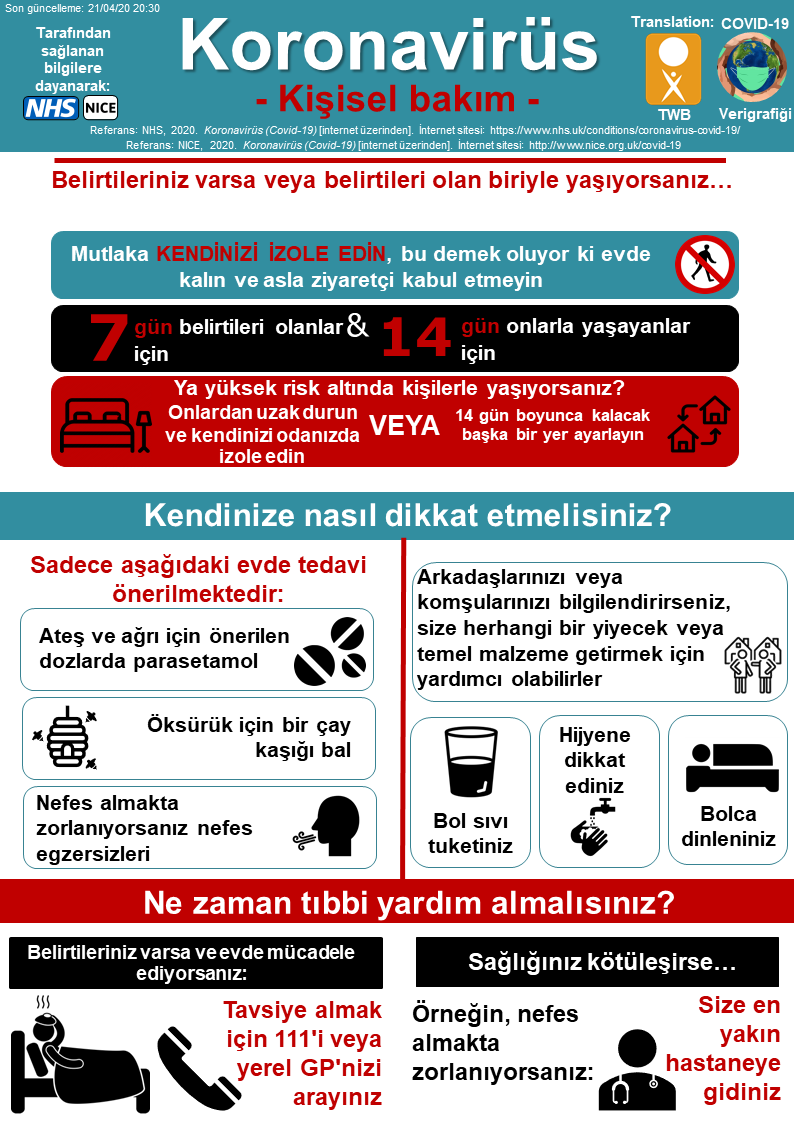 Son güncelleme: 21/04/20 20:30
Tarafından
sağlanan
bilgilere
dayanarak:
NHS NICE
Koronavirüs
- Kişisel bakım -
Translation:
TWB
COVID-19
Verigrafiği
Referans: NHS, 2020. Koronavirüs (Covid-19) [internet üzerinden]. İnternet sitesi: https://www.nhs.uk/conditions/coronavirus-covid-19/
Referans: NICE, 2020. Koronavirüs (Covid-19) [internet üzerinden]. İnternet sitesi: http://www.nice.org.uk/covid-19
Belirtileriniz varsa veya belirtileri olan biriyle yaşıyorsanız…
Mutlaka KENDİNİZİ İZOLE EDİN, bu demek oluyor ki evde
kalın ve asla ziyaretçi kabul etmeyin
7 gün belirtileri olanlar
için
& 14 gün onlarla yaşayanlar
için
Ya yüksek risk altında kişilerle yaşıyorsanız?
Onlardan uzak durun
ve kendinizi odanızda
izole edin
VEYA
14 gün boyunca kalacak
başka bir yer ayarlayın
Kendinize nasıl dikkat etmelisiniz?
Sadece aşağıdaki evde tedavi
önerilmektedir:
Ateş ve ağrı için önerilen
dozlarda parasetamol
Öksürük için bir çay
kaşığı bal
Nefes almakta
zorlanıyorsanız nefes
egzersizleri
Arkadaşlarınızı veya
komşularınızı bilgilendirirseniz,
size herhangi bir yiyecek veya
temel malzeme getirmek için
yardımcı olabilirler
Bol sıvı
tuketiniz
Hijyene
dikkat
ediniz
Bolca
dinleniniz
Ne zaman tıbbi yardım almalısınız?
Belirtileriniz varsa ve evde mücadele
ediyorsanız:
Tavsiye almak
için 111'i veya
yerel GP'nizi
arayınız
Sağlığınız kötüleşirse…
Örneğin, nefes
almakta
zorlanıyorsanız:
Size en
yakın
hastaneye
gidiniz